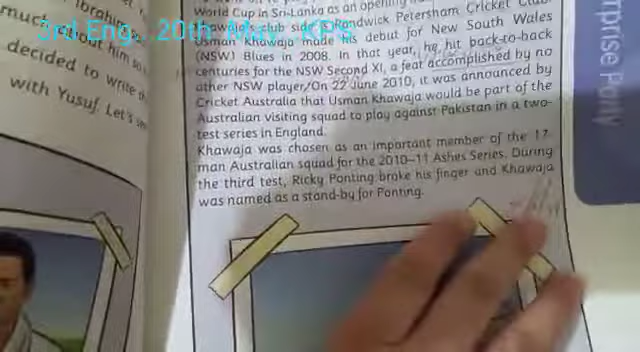 3rd Eng. 20th May KPS
World Cup in Sri-Lanka as an opening
side Randwick Petersham Cricket Club
Usman Khawaja made his debut for New South Wales
(NSW) Blues in 2008. In that year, he hit back-to-back
centuries for the NSW Second XI, a feat accomplished by no
other NSW player/On 22 June 2010, it was announced by
Cricket Australia that Usman Khawaja would be part of the
Australian visiting squad to play against Pakistan in a two-
test series in England.
Khawaja was chosen as an important member of the 17-
man Australian squad for the 2010–11 Ashes Series. During
the third test, Ricky Ponting broke his finger and Khawaja
was named as a stand-by for Ponting.
out him so
decided to write
with Yusuf. Let's
rprise Pony